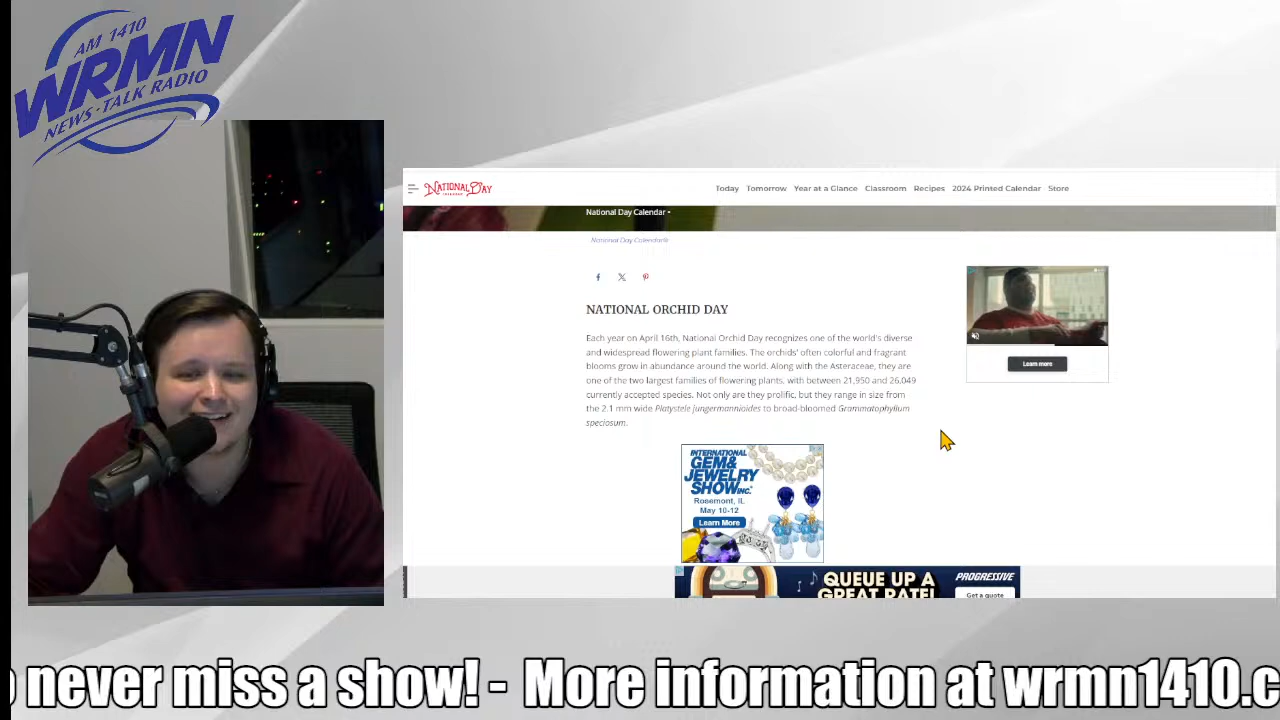 AM 1410
WRMN
NEWS·TALK RADIO
NATIONAL DAY
Today Tomorrow Year at a Glance Classroom Recipes 2024 Printed Calendar Store
National Day Calendar •
National Day Calendar®
NATIONAL ORCHID DAY
Each year on April 16th, National Orchid Day recognizes one of the world's diverse
and widespread flowering plant families. The orchids' often colorful and fragrant
blooms grow in abundance around the world. Along with the Asteraceae, they are
one of the two largest families of flowering plants, with between 21,950 and 26,049
currently accepted species. Not only are they prolific, but they range in size from
the 2.1 mm wide Platystele jungermannioides to broad-bloomed Grammatophyllum
speciosum.
Learn more
INTERNATIONAL
GEM &
JEWELRY
SHOW INC.
Rosemont, IL
May 10-12
Learn More
QUEUE UP A
GREAT RATE!
PROGRESSIVE
Get a quote
never miss a show! - More information at wrmn1410.c